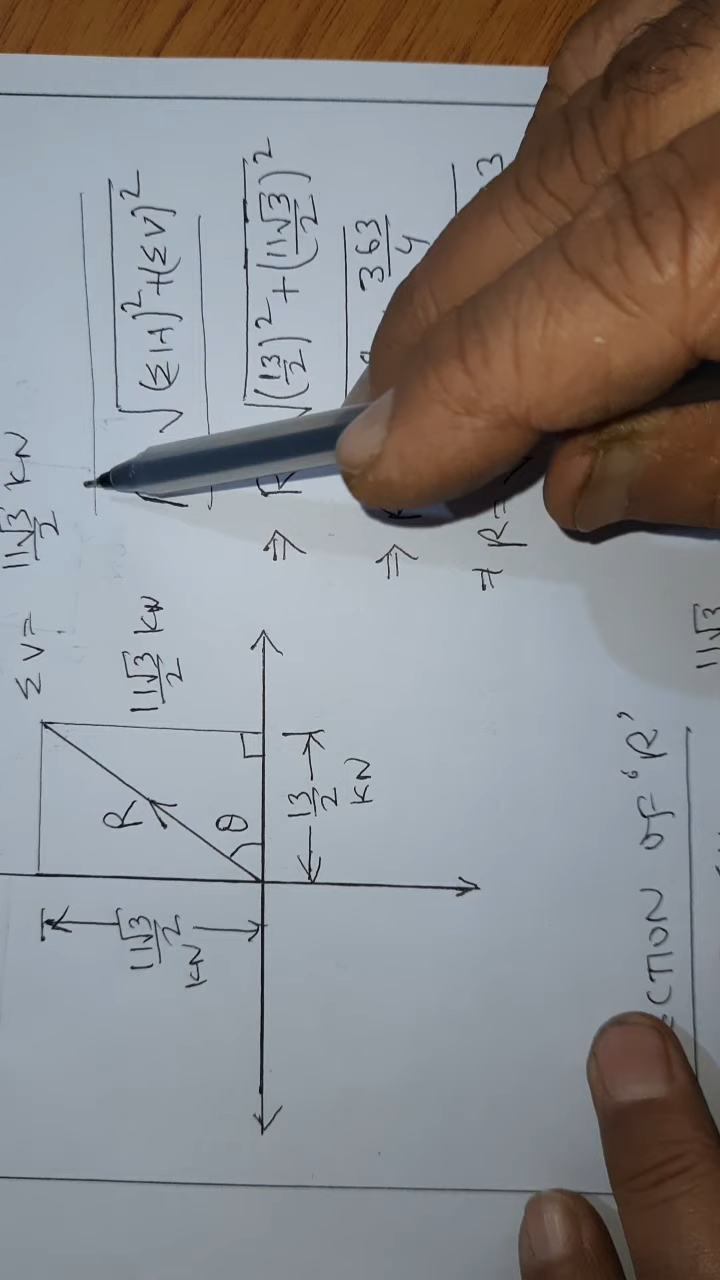 ΣV= 11√3/2 KN
√(ΣH)²+(ΣV)²
⇒ R √(13/2)²+(11√3/2)²
⇒ 363/4
⇒ R= 3
11√3/2 KN
R
θ
11√3/2 KN
13/2 KN
CTION OF 'R'
11√3